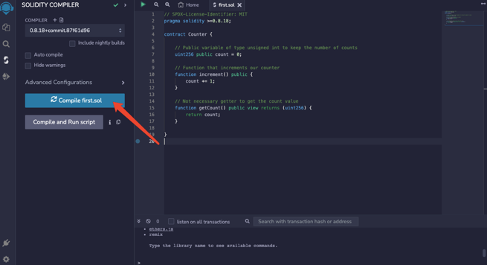 SOLIDITY COMPILER
COMPILER
0.8.18+commit.87f61d96
Include nightly builds
Auto compile
Hide warnings
Advanced Configurations
Compile first.sol
Compile and Run script
Home
first.sol
1 // SPDX-License-Identifier: MIT
2 pragma solidity >=0.8.18;
3
4 contract Counter {
5
6 // Public variable of type unsigned int to keep the number of counts
7 uint256 public count = 0;
8
9 // Function that increments our counter
10 function increment() public {
11 count += 1;
12 }
13
14 // Not necessary getter to get the count value
15 function getCount() public view returns (uint256) {
16 return count;
17 }
18
19 }
20
listen on all transactions
Search with transaction hash or address
• ethers.js
• remix
Type the library name to see available commands.
>